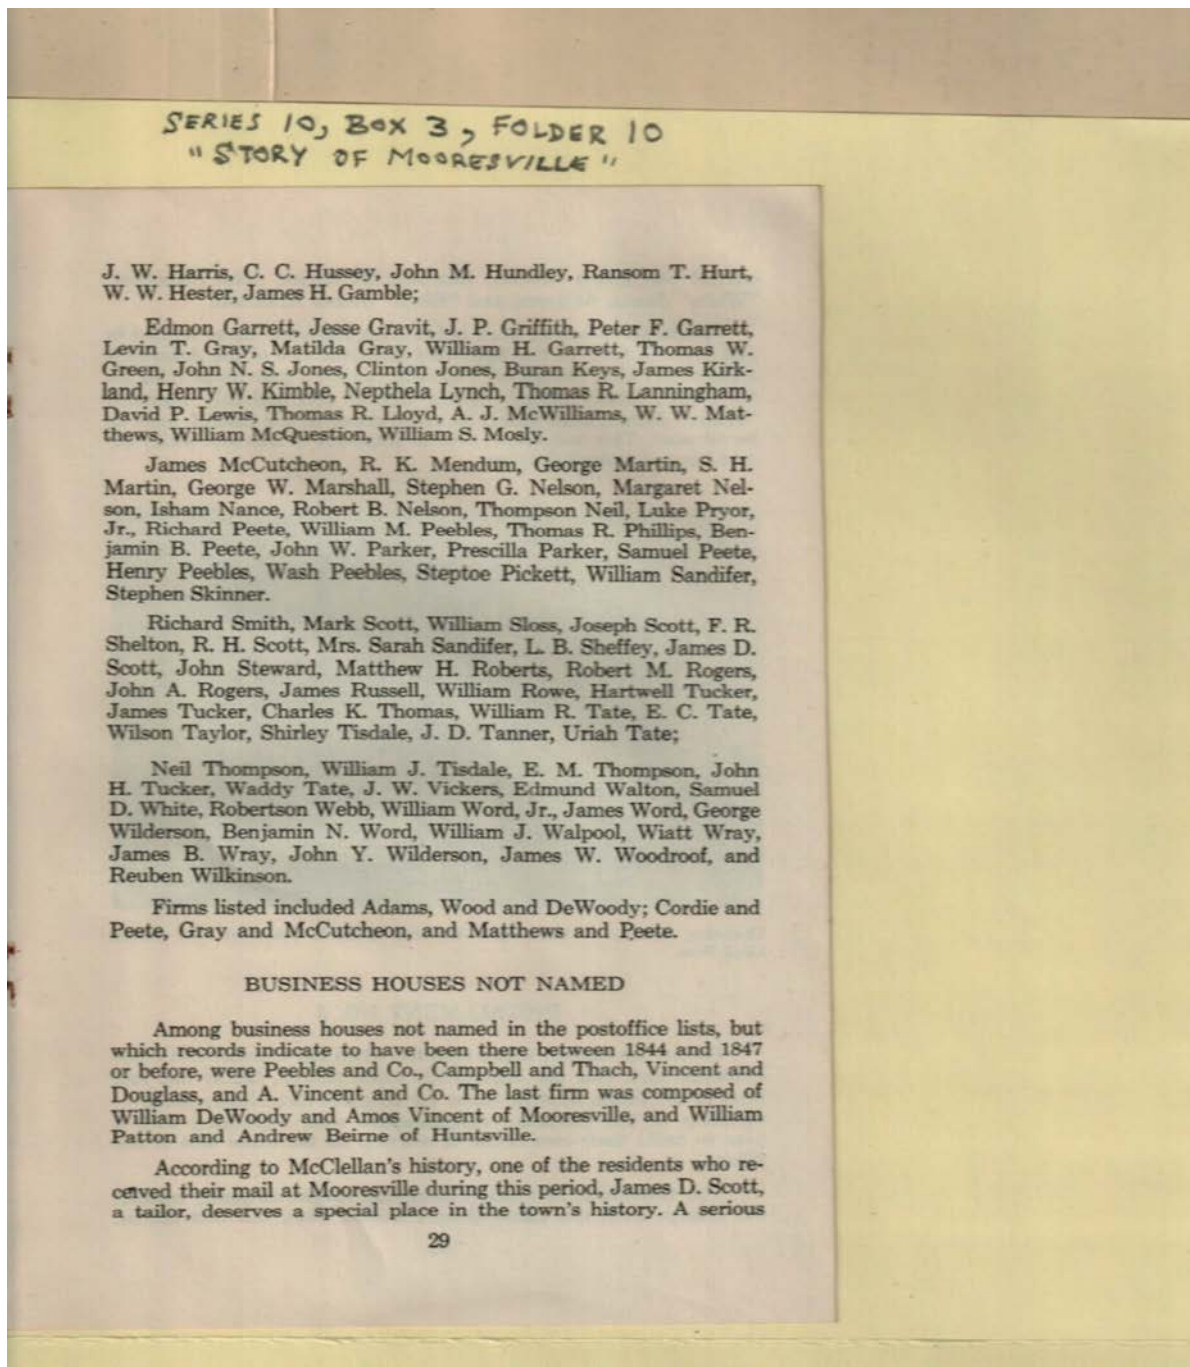 SERIES 10, BOX 3, FOLDER 10
"STORY OF MOORESVILLE"
J. W. Harris, C. C. Hussey, John M. Hundley, Ransom T. Hurt,
W. W. Hester, James H. Gamble;
Edmon Garrett, Jesse Gravit, J. P. Griffith, Peter F. Garrett,
Levin T. Gray, Matilda Gray, William H. Garrett, Thomas W.
Green, John N. S. Jones, Clinton Jones, Buran Keys, James Kirk-
land, Henry W. Kimble, Nepthela Lynch, Thomas R. Lanningham,
David P. Lewis, Thomas R. Lloyd, A. J. McWilliams, W. W. Mat-
thews, William McQuestion, William S. Mosly.
James McCutcheon, R. K. Mendum, George Martin, S. H.
Martin, George W. Marshall, Stephen G. Nelson, Margaret Nel-
son, Isham Nance, Robert B. Nelson, Thompson Neil, Luke Pryor,
Jr., Richard Peete, William M. Peebles, Thomas R. Phillips, Ben-
jamin B. Peete, John W. Parker, Prescilla Parker, Samuel Peete,
Henry Peebles, Wash Peebles, Steptoe Pickett, William Sandifer,
Stephen Skinner.
Richard Smith, Mark Scott, William Sloss, Joseph Scott, F. R.
Shelton, R. H. Scott, Mrs. Sarah Sandifer, L. B. Sheffey, James D.
Scott, John Steward, Matthew H. Roberts, Robert M. Rogers,
John A. Rogers, James Russell, William Rowe, Hartwell Tucker,
James Tucker, Charles K. Thomas, William R. Tate, E. C. Tate,
Wilson Taylor, Shirley Tisdale, J. D. Tanner, Uriah Tate;
Neil Thompson, William J. Tisdale, E. M. Thompson, John
H. Tucker, Waddy Tate, J. W. Vickers, Edmund Walton, Samuel
D. White, Robertson Webb, William Word, Jr., James Word, George
Wilderson, Benjamin N. Word, William J. Walpool, Wiatt Wray,
James B. Wray, John Y. Wilderson, James W. Woodroof, and
Reuben Wilkinson.
Firms listed included Adams, Wood and DeWoody; Cordie and
Peete, Gray and McCutcheon, and Matthews and Peete.
BUSINESS HOUSES NOT NAMED
Among business houses not named in the postoffice lists, but
which records indicate to have been there between 1844 and 1847
or before, were Peebles and Co., Campbell and Thach, Vincent and
Douglass, and A. Vincent and Co. The last firm was composed of
William DeWoody and Amos Vincent of Mooresville, and William
Patton and Andrew Beirne of Huntsville.
According to McClellan's history, one of the residents who re-
ceived their mail at Mooresville during this period, James D. Scott,
a tailor, deserves a special place in the town's history. A serious
29